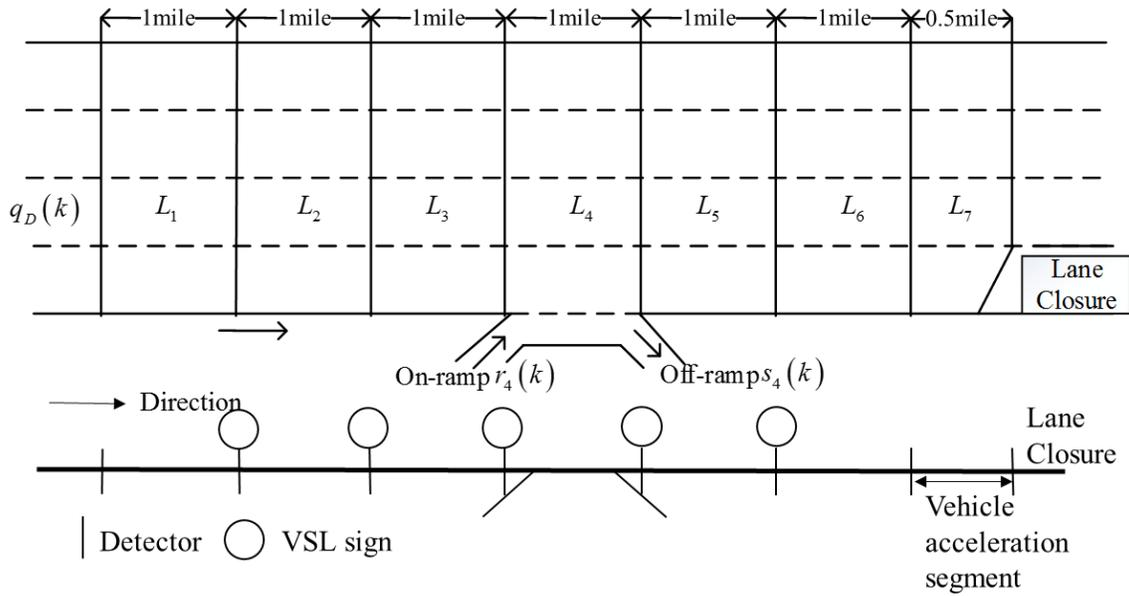 1mile 1mile 1mile 1mile 1mile 1mile 0.5mile
q_D(k) L_1 L_2 L_3 L_4 L_5 L_6 L_7
Lane
Closure
On-ramp r_4(k) Off-ramp s_4(k)
Direction
Lane
Closure
Detector VSL sign
Vehicle
acceleration
segment